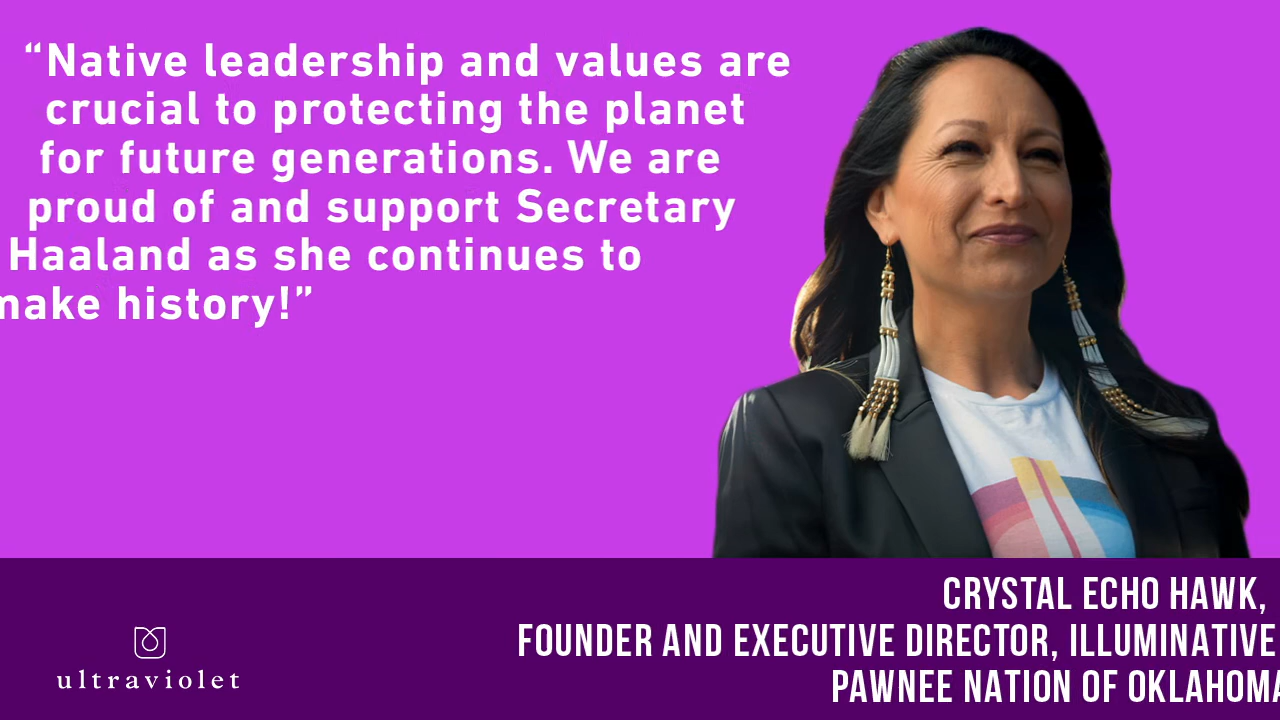 “Native leadership and values are
crucial to protecting the planet
for future generations. We are
proud of and support Secretary
Haaland as she continues to
make history!”
CRYSTAL ECHO HAWK,
FOUNDER AND EXECUTIVE DIRECTOR, ILLUMINATIVE
PAWNEE NATION OF OKLAHOMA
ultraviolet